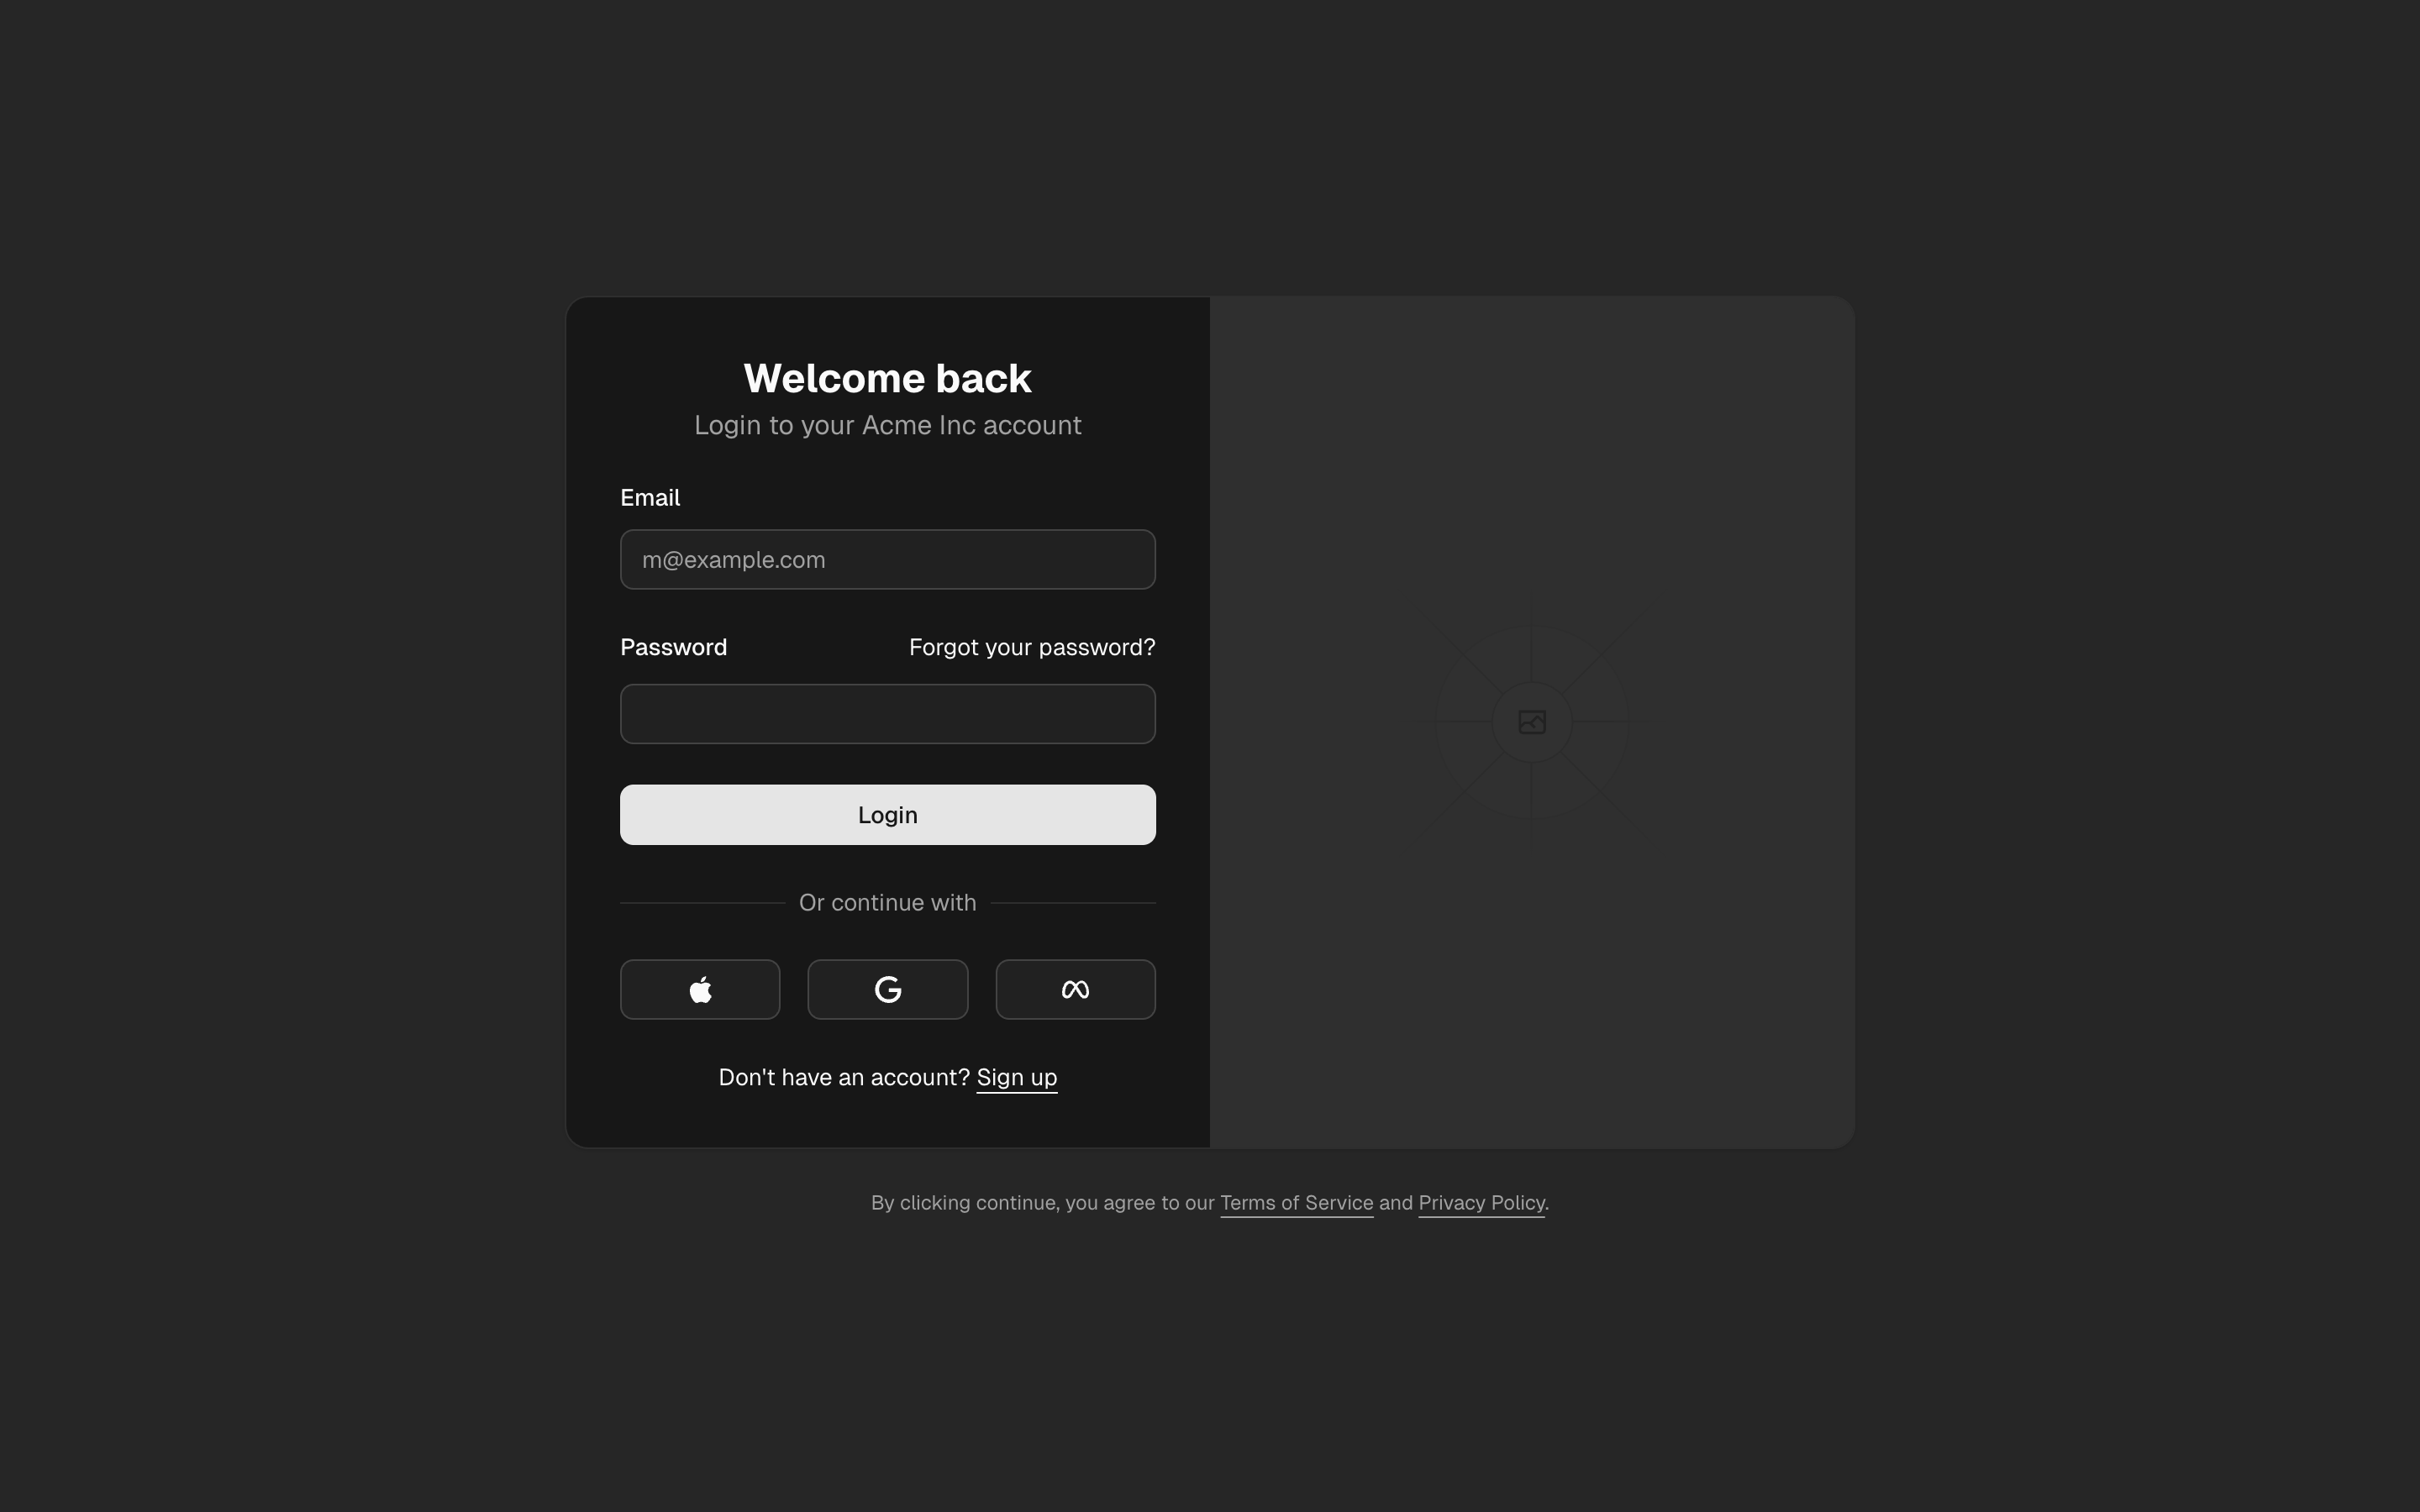 Welcome back
Login to your Acme Inc account
Email
m@example.com
Password Forgot your password?
Login
Or continue with
Don't have an account? Sign up
By clicking continue, you agree to our Terms of Service and Privacy Policy.